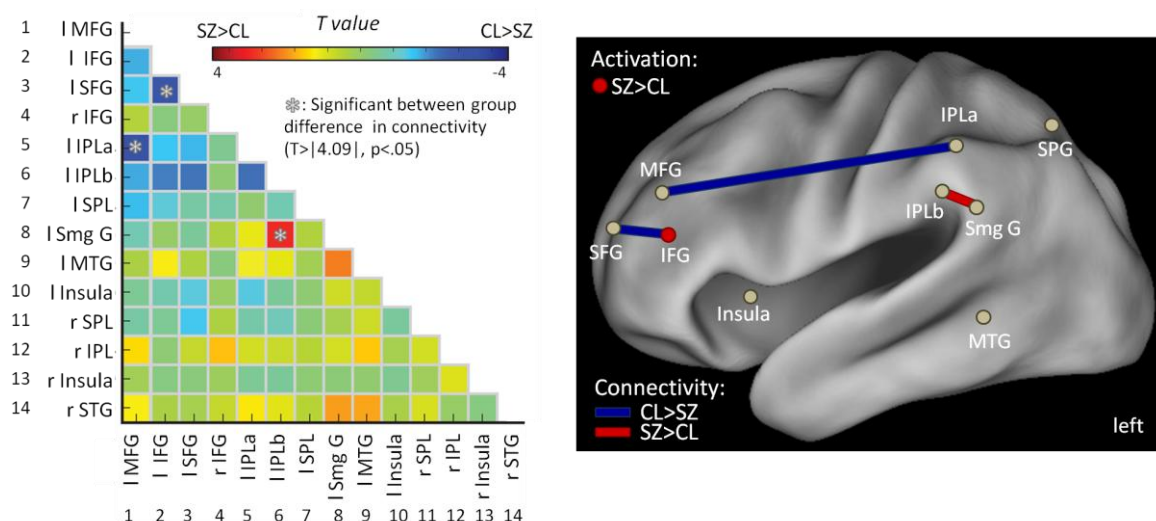 SZ>CL
T value
CL>SZ
4
-4
❄: Significant between group
difference in connectivity
(T>|4.09|, p<.05)
1 l MFG
2 l IFG
3 l SFG
4 r IFG
5 l IPLa
6 l IPLb
7 l SPL
8 l Smg G
9 l MTG
10 l Insula
11 r SPL
12 r IPL
13 r Insula
14 r STG
l MFG
l IFG
l SFG
r IFG
l IPLa
l IPLb
l SPL
l Smg G
l MTG
l Insula
r SPL
r IPL
r Insula
r STG
1 2 3 4 5 6 7 8 9 10 11 12 13 14
Activation:
SZ>CL
IPLa
SPG
MFG
IPLb
Smg G
SFG
IFG
Insula
MTG
Connectivity:
CL>SZ
SZ>CL
left